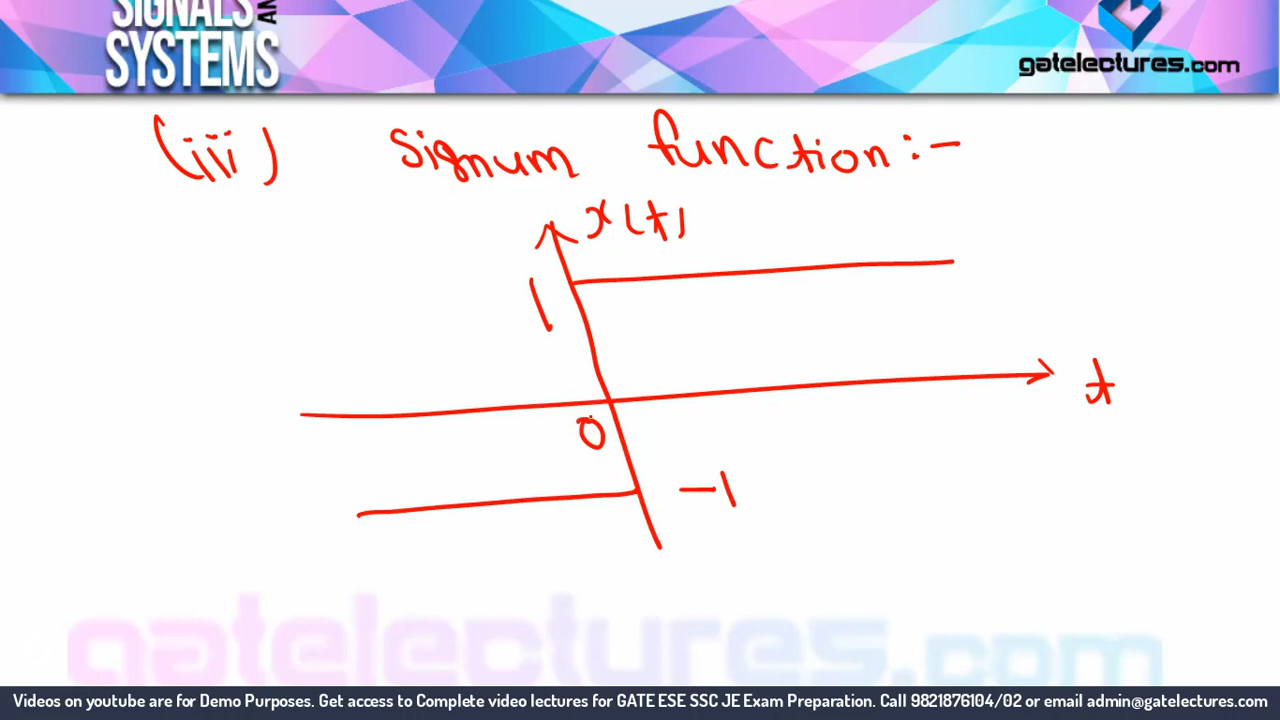 SIGNALS AND
SYSTEMS
gatelectures.com
(iii) Signum function:-
x(t)
1
t
0
-1
gatelectures.com
Videos on youtube are for Demo Purposes. Get access to Complete video lectures for GATE ESE SSC JE Exam Preparation. Call 9821876104/02 or email admin@gatelectures.com